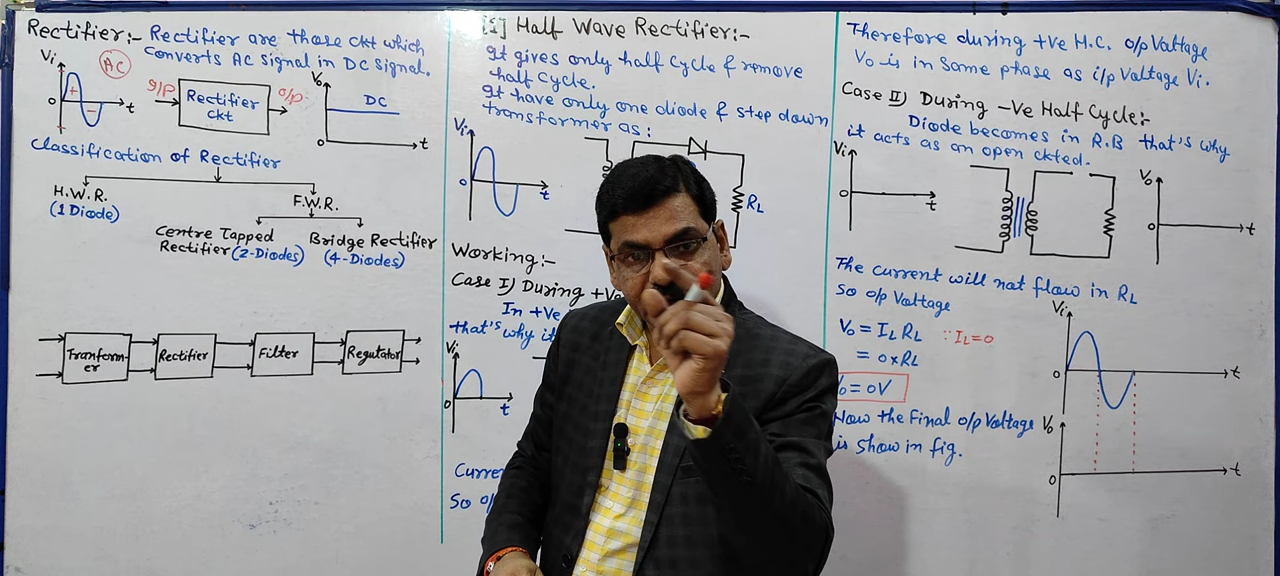 Rectifier:- Rectifier are those ckt which
converts AC signal in DC signal.
Vi
AC
+
-
t
I/P
Rectifier
ckt
O/P
Vo
DC
0
t
Classification of Rectifier
H.W.R.
(1 Diode)
F.W.R.
Centre Tapped
Rectifier (2-Diodes)
Bridge Rectifier
(4-Diodes)
Tranform-
er
Rectifier
Filter
Regutator
[1] Half Wave Rectifier:-
It gives only half Cycle & remove
half Cycle.
It have only one diode & step down
transformer as:
Vi
0
t
RL
Working:-
Case I) During +Ve
In +Ve
that's why it
Vi
0
t
Curre
So o/p
Therefore during +ve H.C. o/p Voltage
Vo is in Same phase as i/p Voltage Vi.
Case II) During -Ve Half Cycle:-
Diode becomes in R.B that's why
it acts as an open ckted.
Vi
0
t
Vo
0
t
The current will not flow in RL
So o/p Voltage
Vo = IL RL ∵ IL=0
= 0×RL
Vo = 0V
Now the Final o/p Voltage
is Show in fig.
Vi
0
t
Vo
0
t